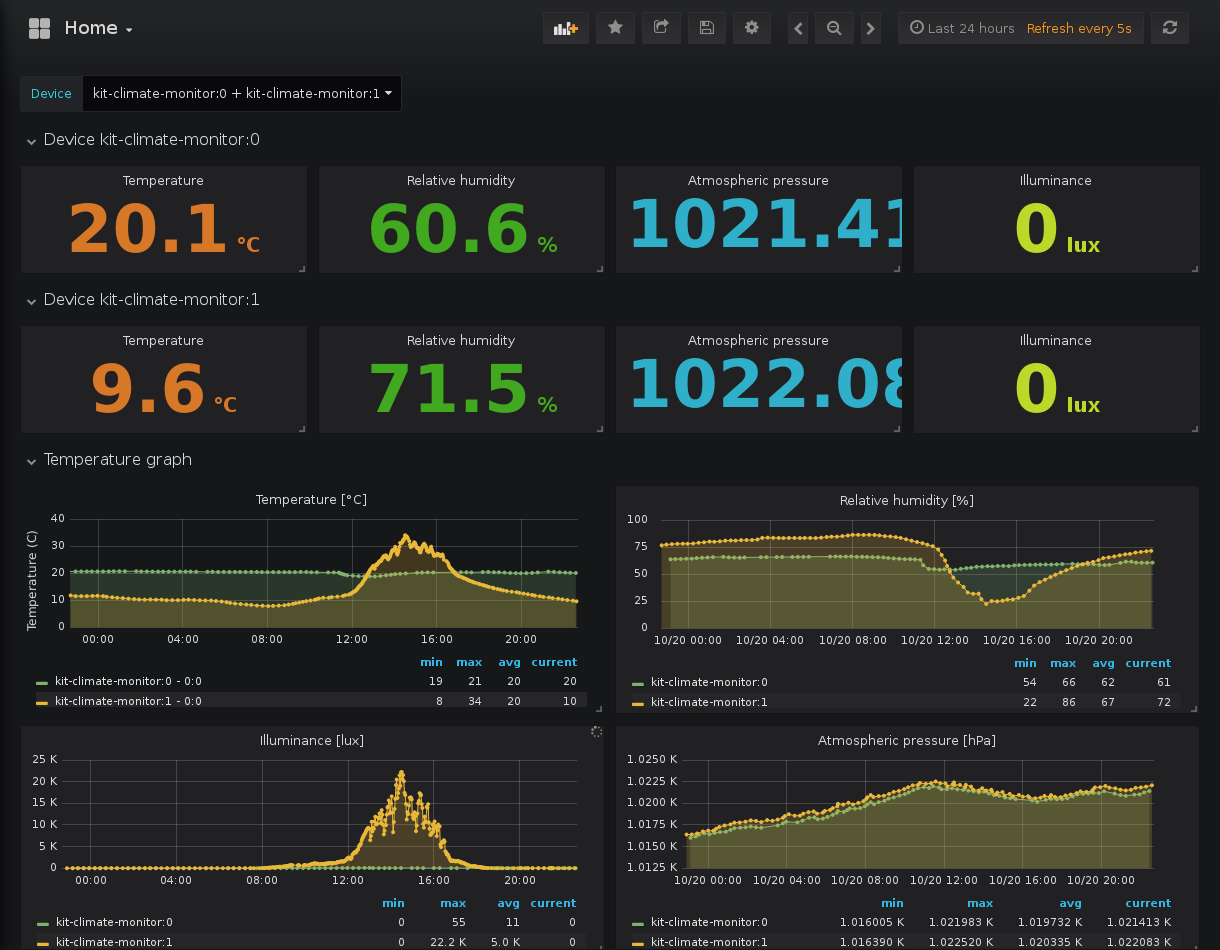 Home
Last 24 hours Refresh every 5s
Device kit-climate-monitor:0 + kit-climate-monitor:1
Device kit-climate-monitor:0
Temperature Relative humidity Atmospheric pressure Illuminance
20.1 °C 60.6 % 1021.41 0 lux
Device kit-climate-monitor:1
Temperature Relative humidity Atmospheric pressure Illuminance
9.6 °C 71.5 % 1022.08 0 lux
Temperature graph
Temperature [°C]
Temperature (C)
40
30
20
10
0
00:00 04:00 08:00 12:00 16:00 20:00
min max avg current
kit-climate-monitor:0 - 0:0 19 21 20 20
kit-climate-monitor:1 - 0:0 8 34 20 10
Relative humidity [%]
100
75
50
25
0
10/20 00:00 10/20 04:00 10/20 08:00 10/20 12:00 10/20 16:00 10/20 20:00
min max avg current
kit-climate-monitor:0 54 66 62 61
kit-climate-monitor:1 22 86 67 72
Illuminance [lux]
25 K
20 K
15 K
10 K
5 K
0
00:00 04:00 08:00 12:00 16:00 20:00
min max avg current
kit-climate-monitor:0 0 55 11 0
kit-climate-monitor:1 0 22.2 K 5.0 K 0
Atmospheric pressure [hPa]
1.0250 K
1.0225 K
1.0200 K
1.0175 K
1.0150 K
1.0125 K
10/20 00:00 10/20 04:00 10/20 08:00 10/20 12:00 10/20 16:00 10/20 20:00
min max avg current
kit-climate-monitor:0 1.016005 K 1.021983 K 1.019732 K 1.021413 K
kit-climate-monitor:1 1.016390 K 1.022520 K 1.020335 K 1.022083 K